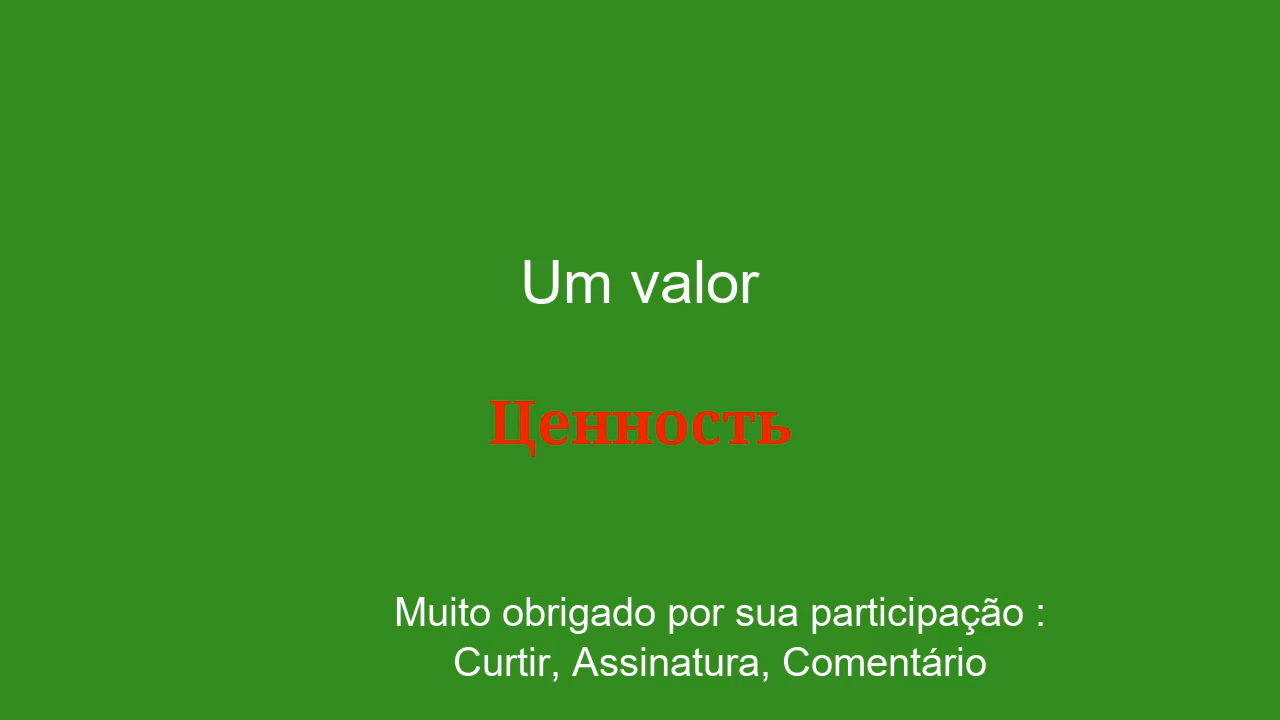 Um valor
Ценность
Muito obrigado por sua participação :
Curtir, Assinatura, Comentário